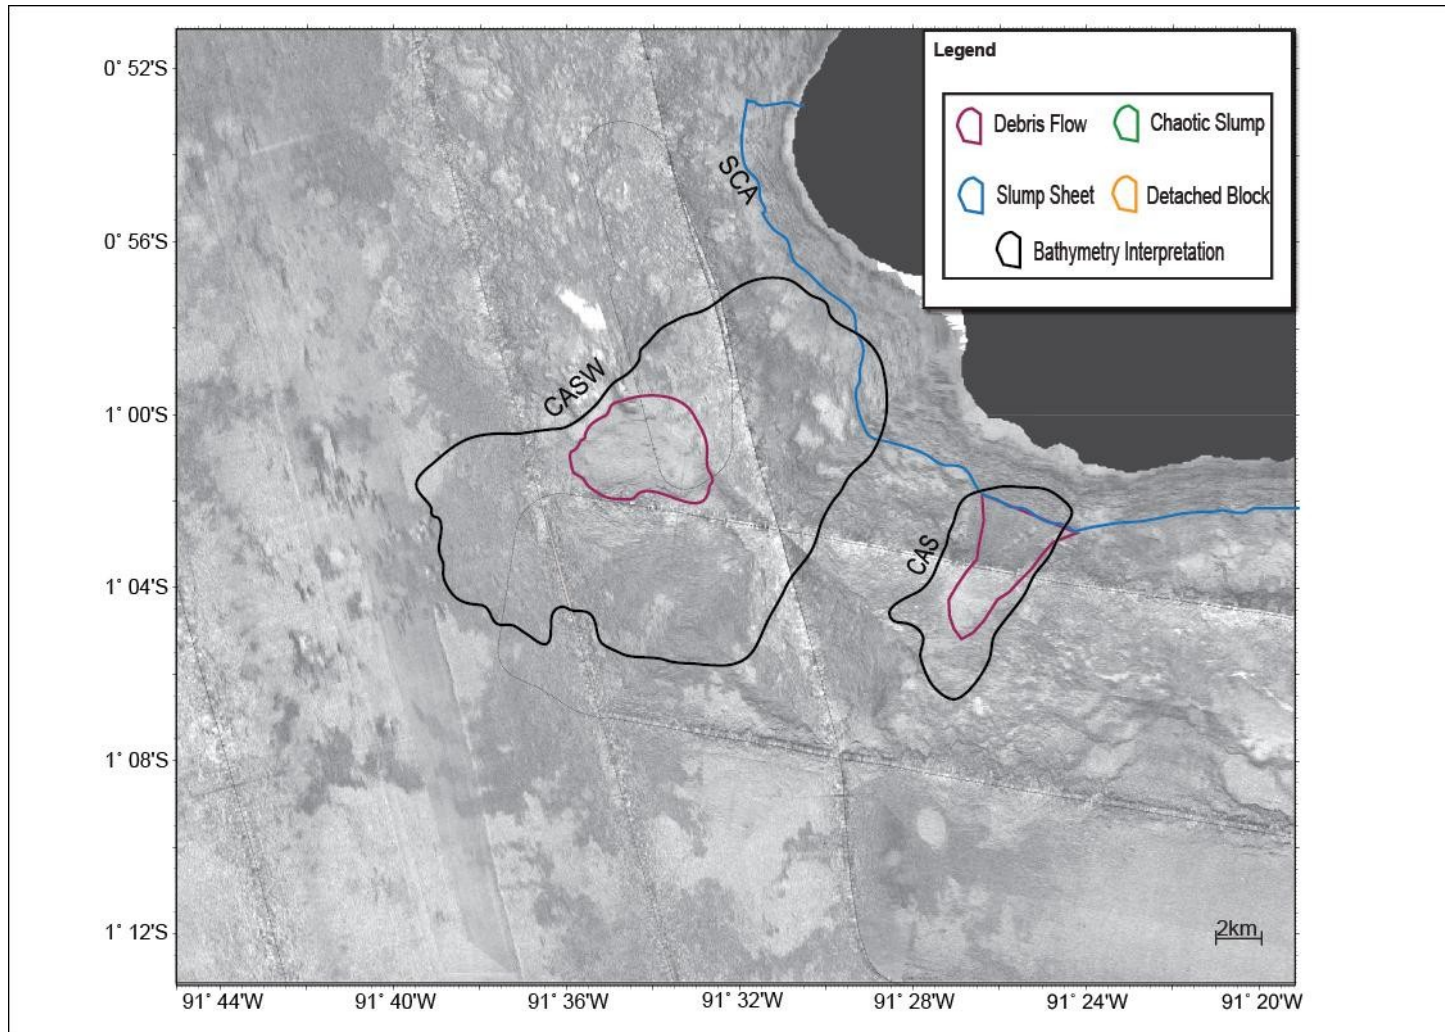 Legend
Debris Flow
Chaotic Slump
Slump Sheet
Detached Block
Bathymetry Interpretation
0° 52'S
0° 56'S
1° 00'S
1° 04'S
1° 08'S
1° 12'S
SCA
CASW
CAS
2km
91° 44'W
91° 40'W
91° 36'W
91° 32'W
91° 28'W
91° 24'W
91° 20'W